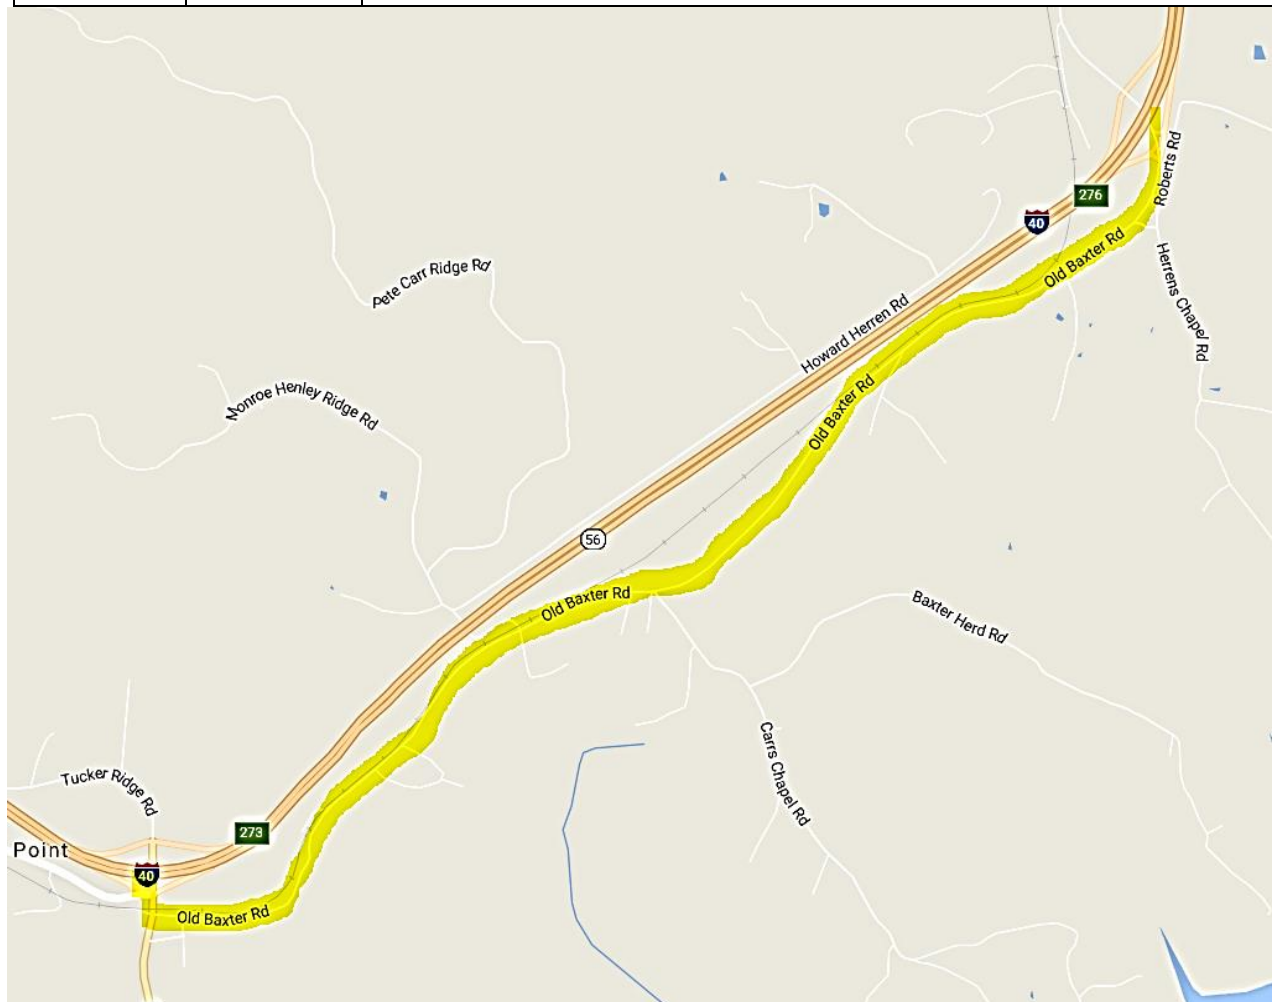 Roberts Rd
276
40
Old Baxter Rd
Herrens Chapel Rd
Pete Carr Ridge Rd
Howard Herren Rd
Monroe Henley Ridge Rd
Old Baxter Rd
56
Old Baxter Rd
Baxter Herd Rd
Carrs Chapel Rd
Tucker Ridge Rd
273
Point
40
Old Baxter Rd